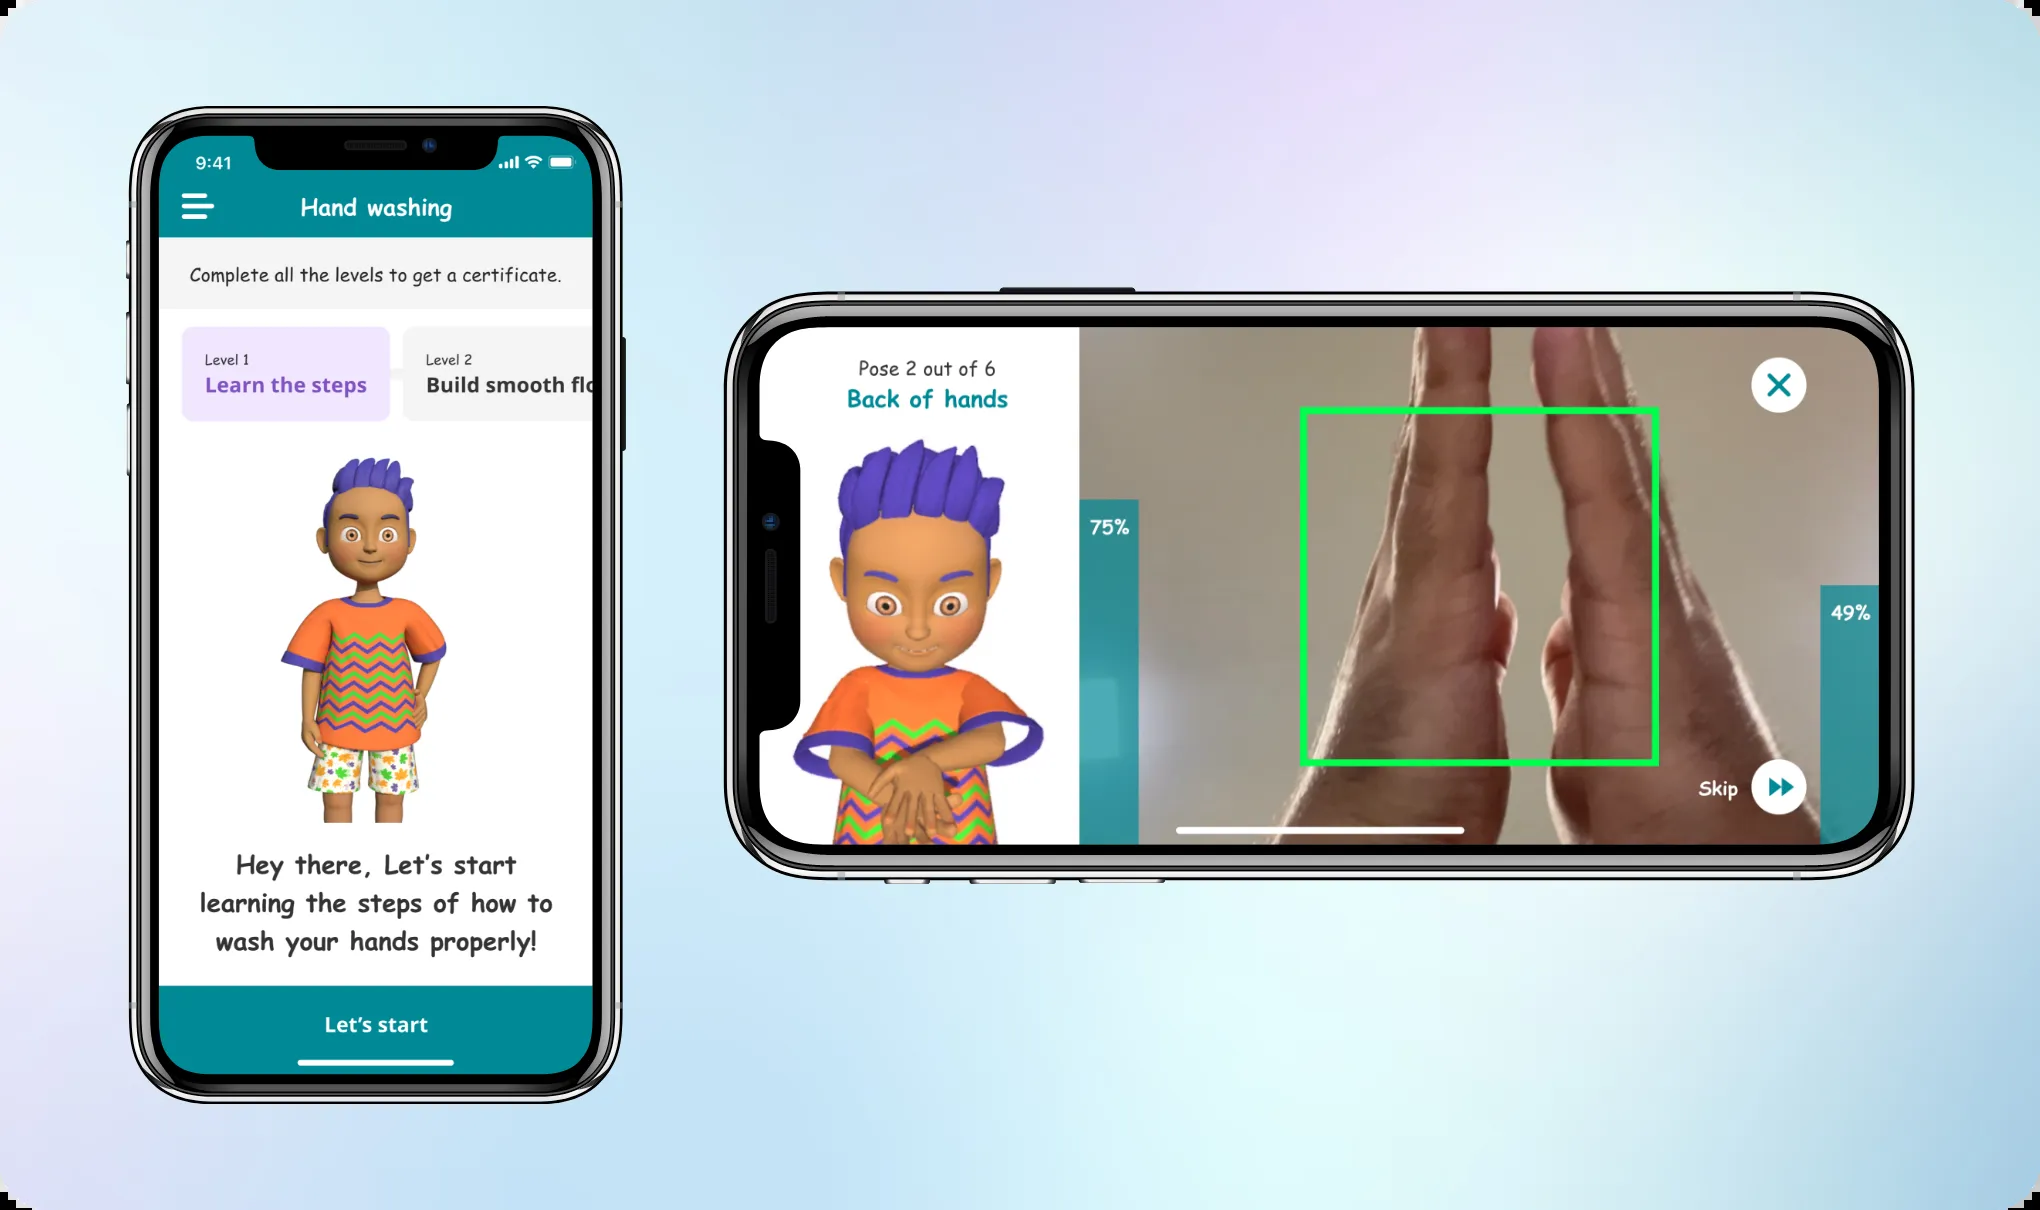 9:41
Hand washing
Complete all the levels to get a certificate.
Level 1
Learn the steps
Level 2
Build smooth flo
Hey there, Let's start
learning the steps of how to
wash your hands properly!
Let's start
Pose 2 out of 6
Back of hands
75%
49%
Skip